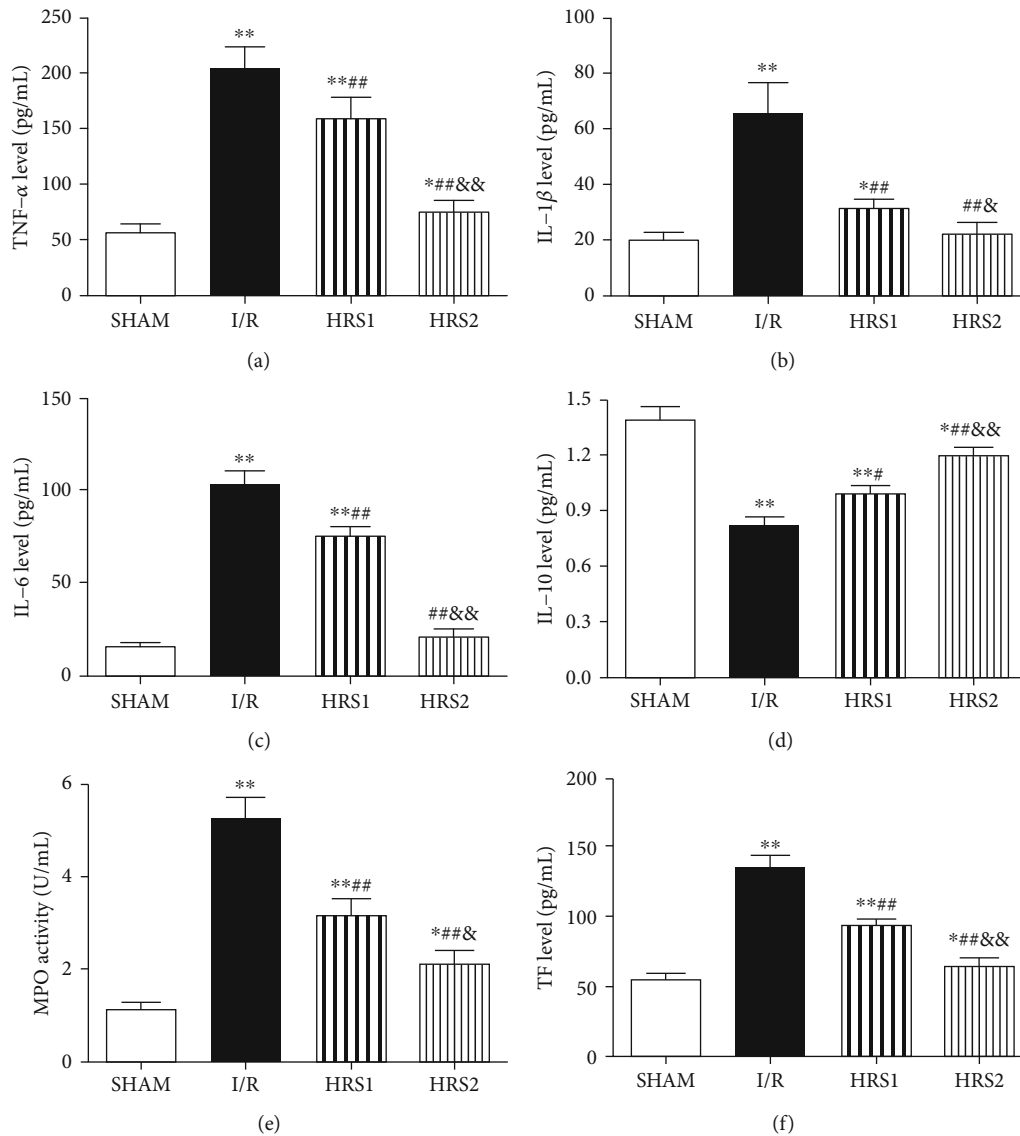 TNF−α level (pg/mL)
250
200
150
100
50
0
**
**##
*##&&
SHAM
I/R
HRS1
HRS2
(a)
IL−1β level (pg/mL)
100
80
60
40
20
0
**
*##
##&
SHAM
I/R
HRS1
HRS2
(b)
IL−6 level (pg/mL)
150
100
50
0
**
**##
##&&
SHAM
I/R
HRS1
HRS2
(c)
IL−10 level (pg/mL)
1.5
1.2
0.9
0.6
0.3
0.0
**
**#
*##&&
SHAM
I/R
HRS1
HRS2
(d)
MPO activity (U/mL)
6
4
2
0
**
**##
*##&
SHAM
I/R
HRS1
HRS2
(e)
TF level (pg/mL)
200
150
100
50
0
**
**##
*##&&
SHAM
I/R
HRS1
HRS2
(f)